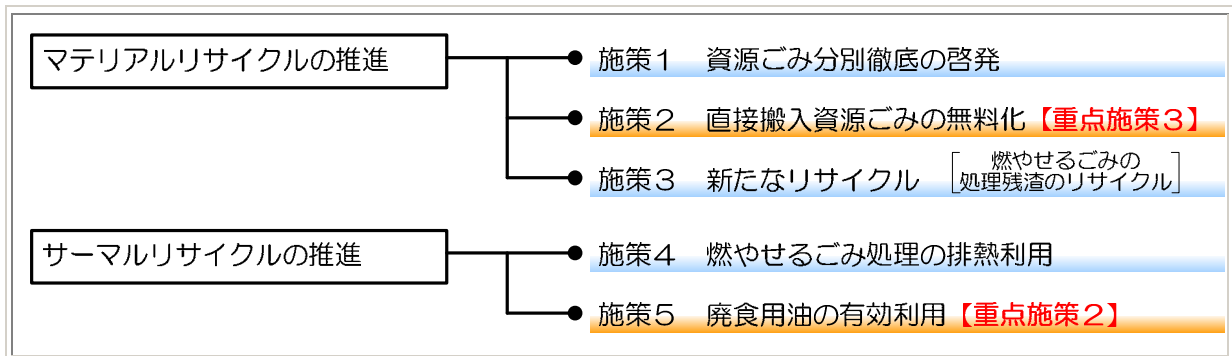 マテリアルリサイクルの推進
施策1 資源ごみ分別徹底の啓発
施策2 直接搬入資源ごみの無料化【重点施策3】
施策3 新たなリサイクル [燃やせるごみの
処理残渣のリサイクル]
サーマルリサイクルの推進
施策4 燃やせるごみ処理の排熱利用
施策5 廃食用油の有効利用【重点施策2】